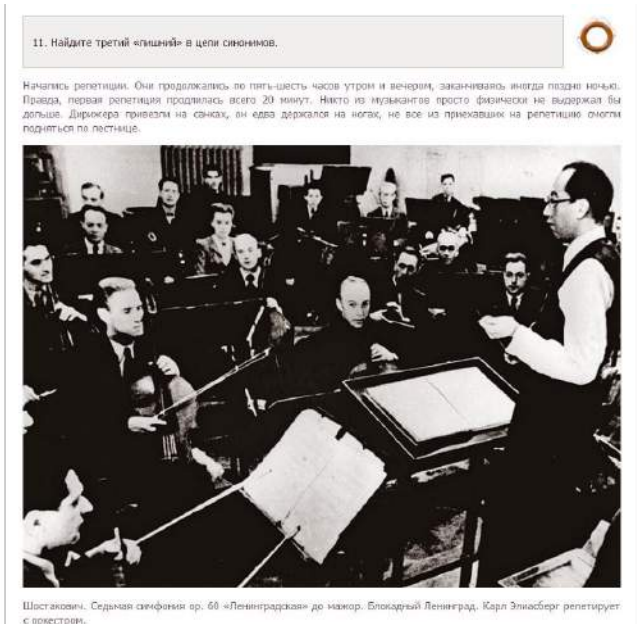 11. Найдите третий «лишний» в цепи синонимов.
Начались репетиции. Они продолжались по пять-шесть часов утром и вечером, заканчиваясь иногда поздно ночью.
Правда, первая репетиция продлилась всего 20 минут. Никто из музыкантов просто физически не выдержал бы
дольше. Дирижера привезли на санках, он едва держался на ногах, не все из приехавших на репетицию смогли
подняться по лестнице.
Шостакович. Седьмая симфония op. 60 «Ленинградская» до мажор. Блокадный Ленинград. Карл Элиасберг репетирует
с оркестром.